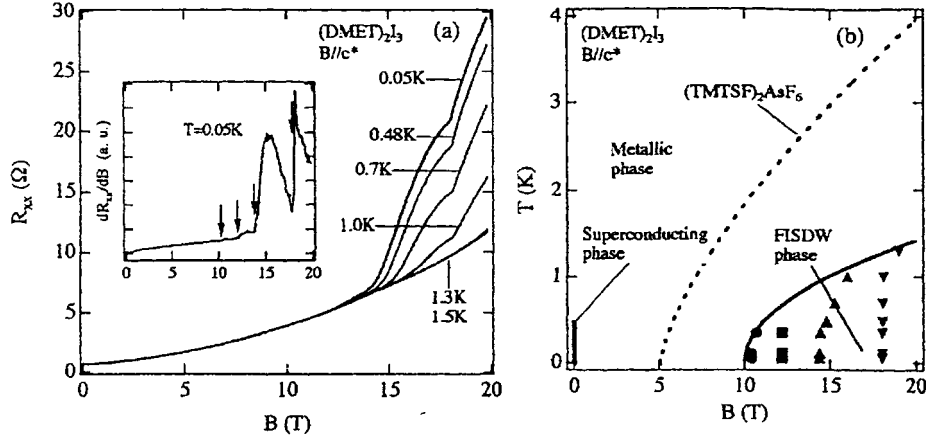 (a)
(DMET)₂I₃
B//c*
30
25
20
15
10
5
0
Rxx (Ω)
0.05K
0.48K
0.7K
1.0K
1.3K
1.5K
T=0.05K
dRxx/dB (a. u.)
0 5 10 15 20
0 5 10 15 20
B (T)
(b)
(DMET)₂I₃
B//c*
4
3
2
1
0
T (K)
(TMTSF)₂AsF₆
Metallic
phase
Superconducting
phase
FISDW
phase
0 5 10 15 20
B (T)